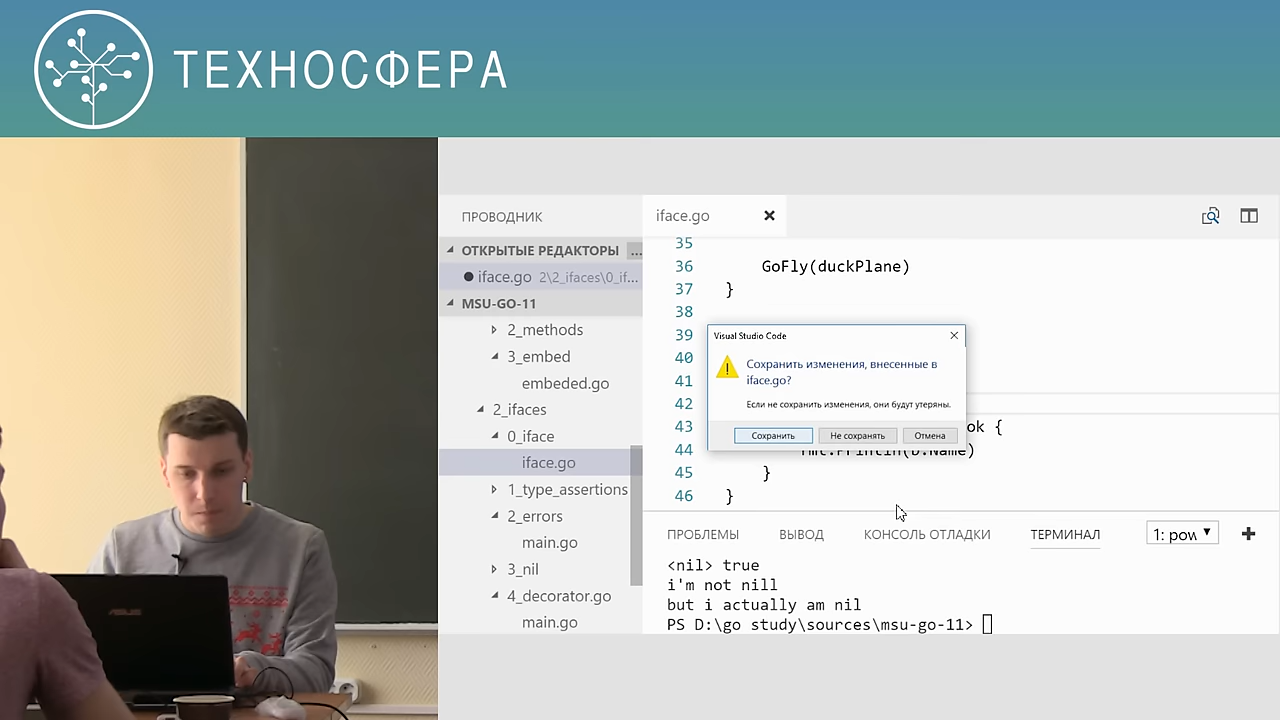 ТЕХНОСФЕРА
ПРОВОДНИК
ОТКРЫТЫЕ РЕДАКТОРЫ ...
iface.go 2\2_ifaces\0_if...
MSU-GO-11
2_methods
3_embed
embeded.go
2_ifaces
0_iface
iface.go
1_type_assertions
2_errors
main.go
3_nil
4_decorator.go
main.go
iface.go
35
36 GoFly(duckPlane)
37 }
38
39
40
41
42
43 ok {
44 fmt.Println(D.Name)
45 }
46 }
Visual Studio Code
Сохранить изменения, внесенные в
iface.go?
Если не сохранить изменения, они будут утеряны.
Сохранить Не сохранять Отмена
ПРОБЛЕМЫ ВЫВОД КОНСОЛЬ ОТЛАДКИ ТЕРМИНАЛ 1: pow
<nil> true
i'm not nill
but i actually am nil
PS D:\go study\sources\msu-go-11>
ASUS